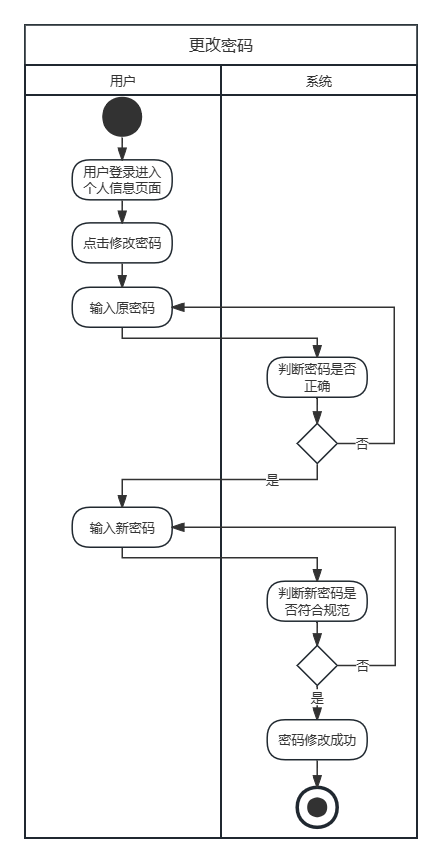 更改密码
用户
系统
用户登录进入
个人信息页面
点击修改密码
输入原密码
判断密码是否
正确
否
是
输入新密码
判断新密码是
否符合规范
否
是
密码修改成功